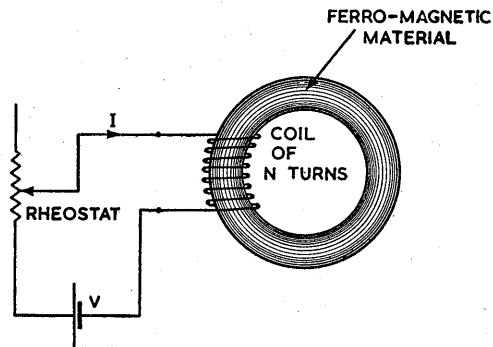 FERRO-MAGNETIC
MATERIAL
I
COIL
OF
N TURNS
RHEOSTAT
V